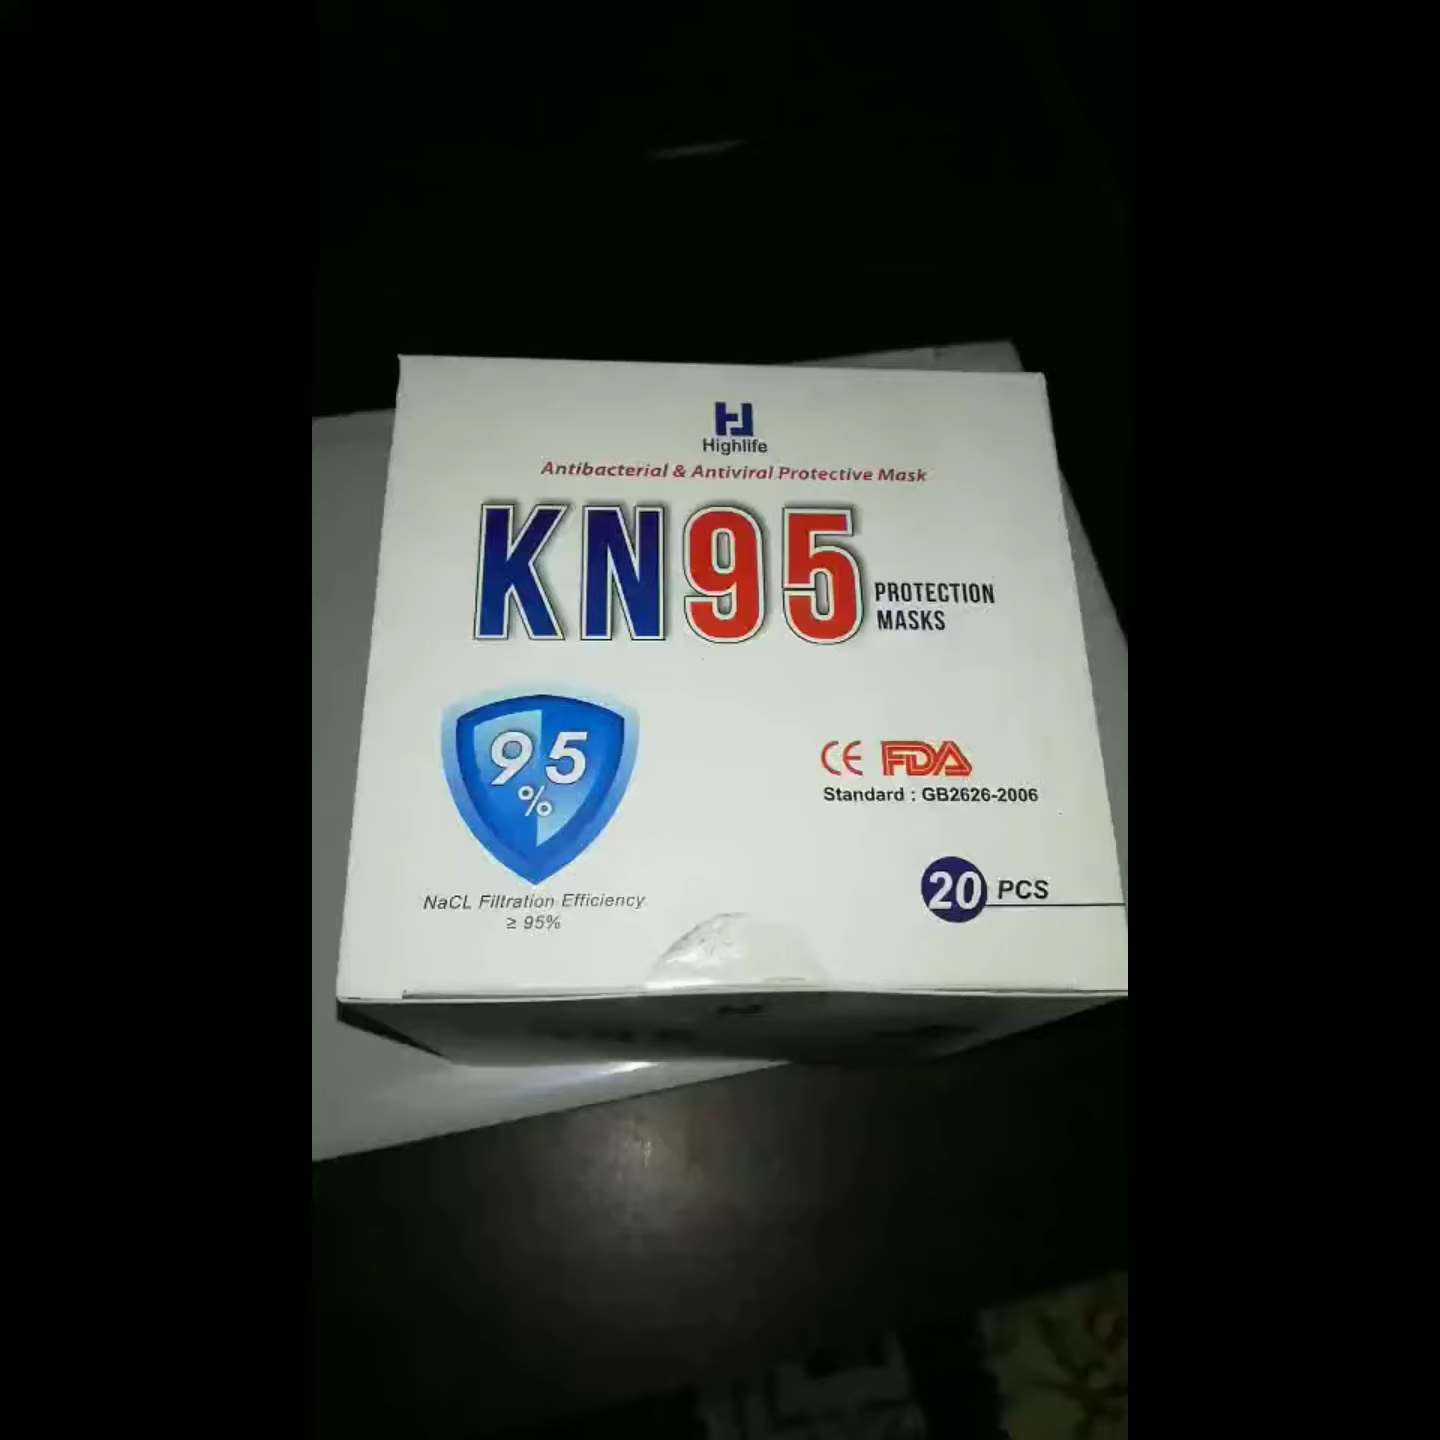 Highlife
Antibacterial & Antiviral Protective Mask
KN95
PROTECTION
MASKS
95
%
NaCL Filtration Efficiency
≥ 95%
CE FDA
Standard : GB2626-2006
20 PCS